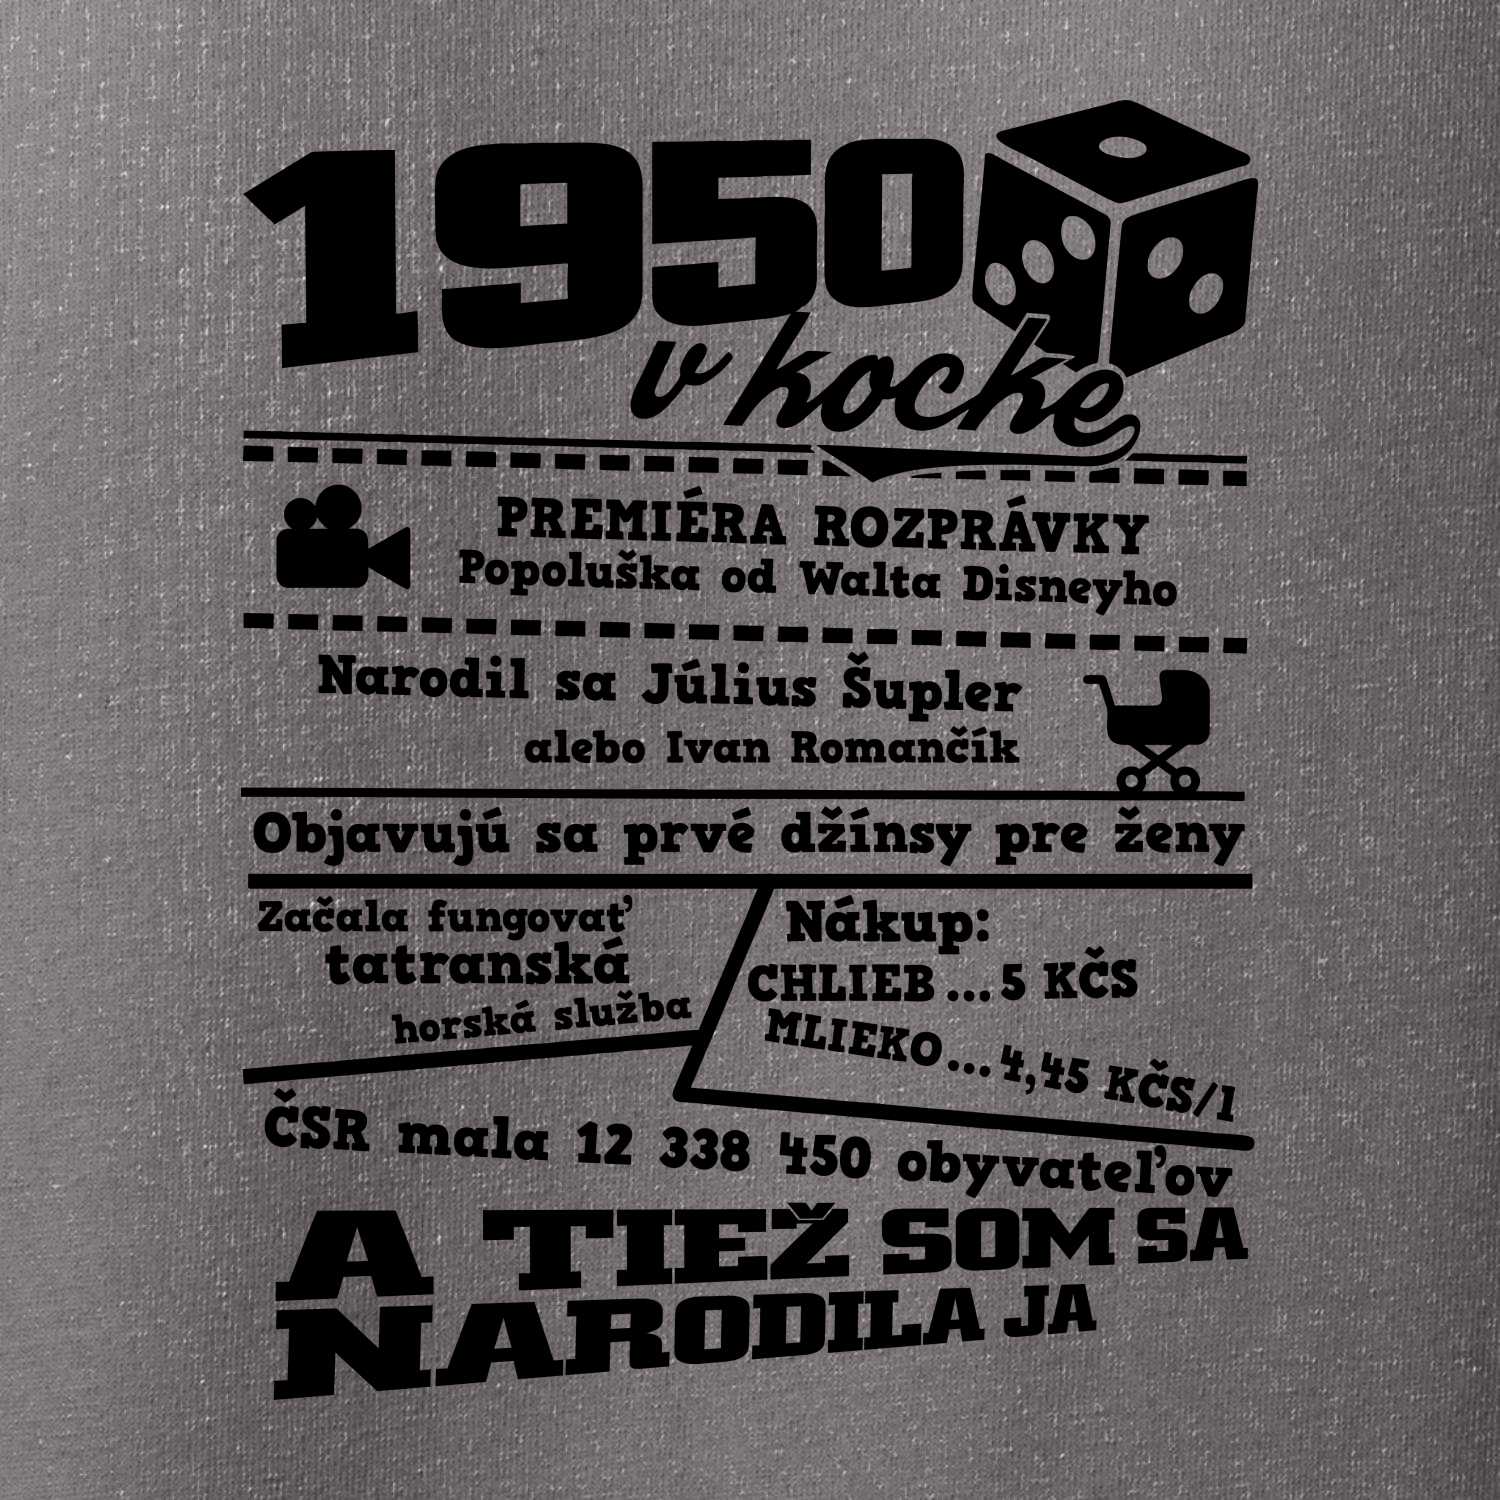 1950
v kocke
PREMIÉRA ROZPRÁVKY
Popoluška od Walta Disneyho
Narodil sa Július Šupler
alebo Ivan Romančík
Objavujú sa prvé džínsy pre ženy
Začala fungovať
tatranská
horská služba
Nákup:
CHLIEB...5 KČS
MLIEKO...4,45 KČS/l
ČSR mala 12 338 450 obyvateľov
A TIEŽ SOM SA
NARODILA JA